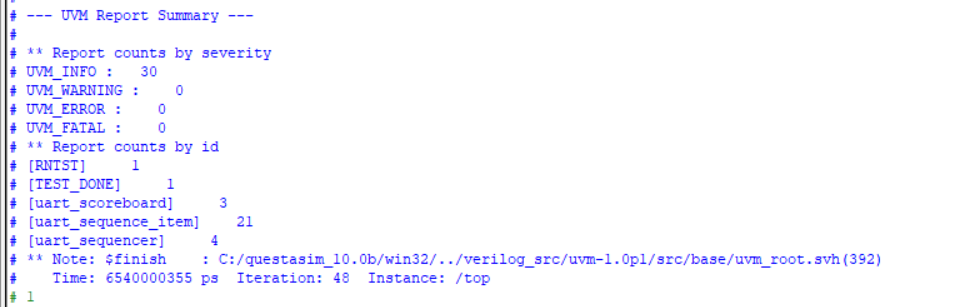 #
# --- UVM Report Summary ---
#
# ** Report counts by severity
# UVM_INFO :   30
# UVM_WARNING :    0
# UVM_ERROR :    0
# UVM_FATAL :    0
# ** Report counts by id
# [RNTST]     1
# [TEST_DONE]     1
# [uart_scoreboard]     3
# [uart_sequence_item]    21
# [uart_sequencer]     4
# ** Note: $finish    : C:/questasim_10.0b/win32/../verilog_src/uvm-1.0p1/src/base/uvm_root.svh(392)
#    Time: 6540000355 ps  Iteration: 48  Instance: /top
# 1